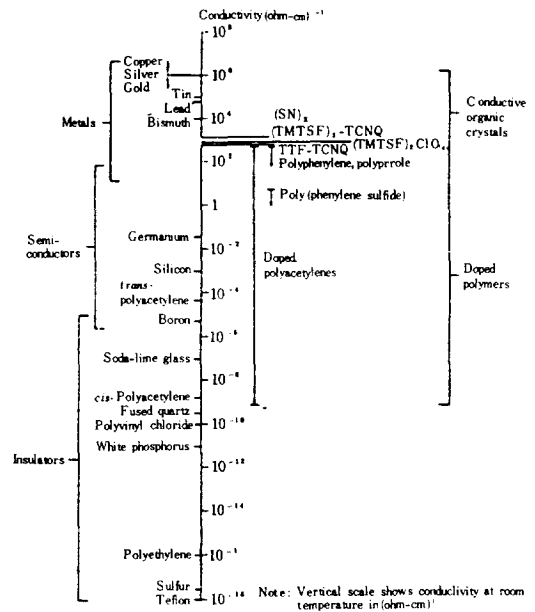 Conductivity (ohm-cm)⁻¹
10⁸
Copper
Silver
Gold
10⁶
Tin
Lead
Bismuth
10⁴
Metals
(SN)ₓ
(TMTSF)₂-TCNQ
(TMTSF)₂ClO₄
TTF-TCNQ
10²
Polyphenylene, polyprrole
Conductive
organic
crystals
1
Poly(phenylene sulfide)
Semi-
conductors
Germanium
10⁻²
Doped
polyacetylenes
Silicon
trans-
polyacetylene
10⁻⁴
Doped
polymers
Boron
10⁻⁶
Soda-lime glass
10⁻⁸
cis-Polyacetylene
Fused quartz
Polyvinyl chloride
10⁻¹⁰
White phosphorus
Insulators
10⁻¹²
10⁻¹⁴
Polyethylene
Sulfur
Teflon
Note: Vertical scale shows conductivity at room
temperature in (ohm-cm)⁻¹